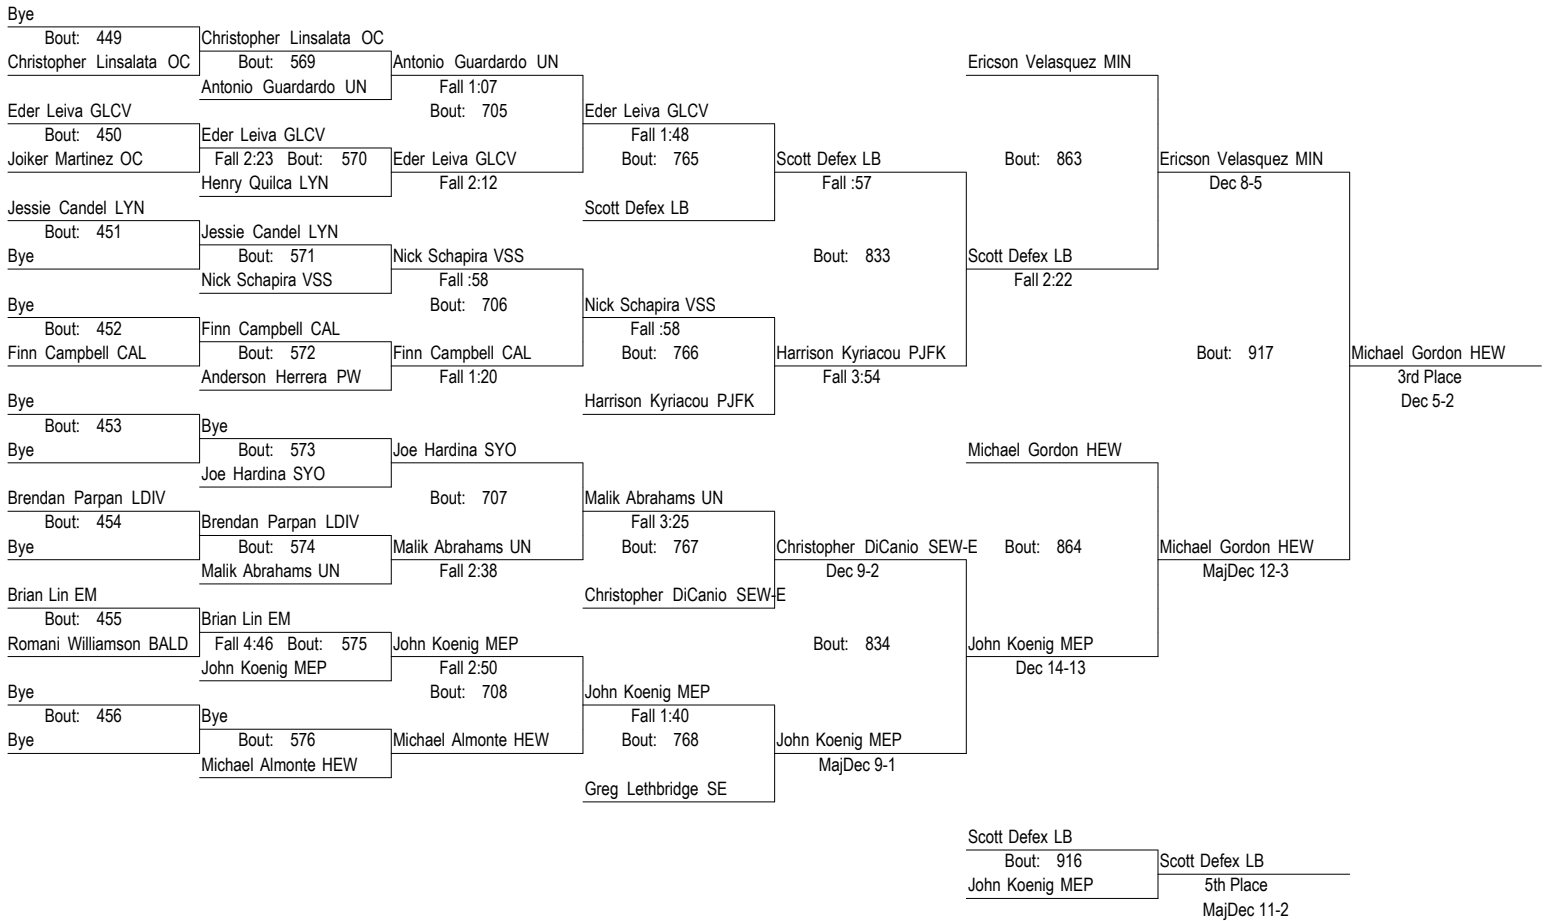 Bye
Bout: 449
Christopher Linsalata OC
Christopher Linsalata OC
Bout: 569
Antonio Guardardo UN
Antonio Guardardo UN
Fall 1:07
Bout: 705
Eder Leiva GLCV
Bout: 450
Joiker Martinez OC
Eder Leiva GLCV
Fall 2:23 Bout: 570
Henry Quilca LYN
Eder Leiva GLCV
Fall 2:12
Eder Leiva GLCV
Fall 1:48
Bout: 765
Scott Defex LB
Scott Defex LB
Fall :57
Jessie Candel LYN
Bout: 451
Bye
Jessie Candel LYN
Bout: 571
Nick Schapira VSS
Nick Schapira VSS
Fall :58
Bout: 706
Bye
Bout: 452
Finn Campbell CAL
Finn Campbell CAL
Bout: 572
Anderson Herrera PW
Finn Campbell CAL
Fall 1:20
Nick Schapira VSS
Fall :58
Bout: 766
Harrison Kyriacou PJFK
Harrison Kyriacou PJFK
Fall 3:54
Bout: 833
Scott Defex LB
Fall 2:22
Ericson Velasquez MIN
Bout: 863
Ericson Velasquez MIN
Dec 8-5
Bye
Bout: 453
Bye
Bye
Bout: 573
Joe Hardina SYO
Joe Hardina SYO
Bout: 707
Brendan Parpan LDIV
Bout: 454
Bye
Brendan Parpan LDIV
Bout: 574
Malik Abrahams UN
Malik Abrahams UN
Fall 2:38
Malik Abrahams UN
Fall 3:25
Bout: 767
Christopher DiCanio SEW-E
Christopher DiCanio SEW-E
Dec 9-2
Brian Lin EM
Bout: 455
Romani Williamson BALD
Brian Lin EM
Fall 4:46 Bout: 575
John Koenig MEP
John Koenig MEP
Fall 2:50
Bout: 708
Bye
Bout: 456
Bye
Bye
Bout: 576
Michael Almonte HEW
Michael Almonte HEW
John Koenig MEP
Fall 1:40
Bout: 768
Greg Lethbridge SE
John Koenig MEP
MajDec 9-1
Bout: 834
John Koenig MEP
Dec 14-13
Michael Gordon HEW
Bout: 864
Michael Gordon HEW
MajDec 12-3
Bout: 917
Michael Gordon HEW
3rd Place
Dec 5-2
Scott Defex LB
Bout: 916
John Koenig MEP
Scott Defex LB
5th Place
MajDec 11-2